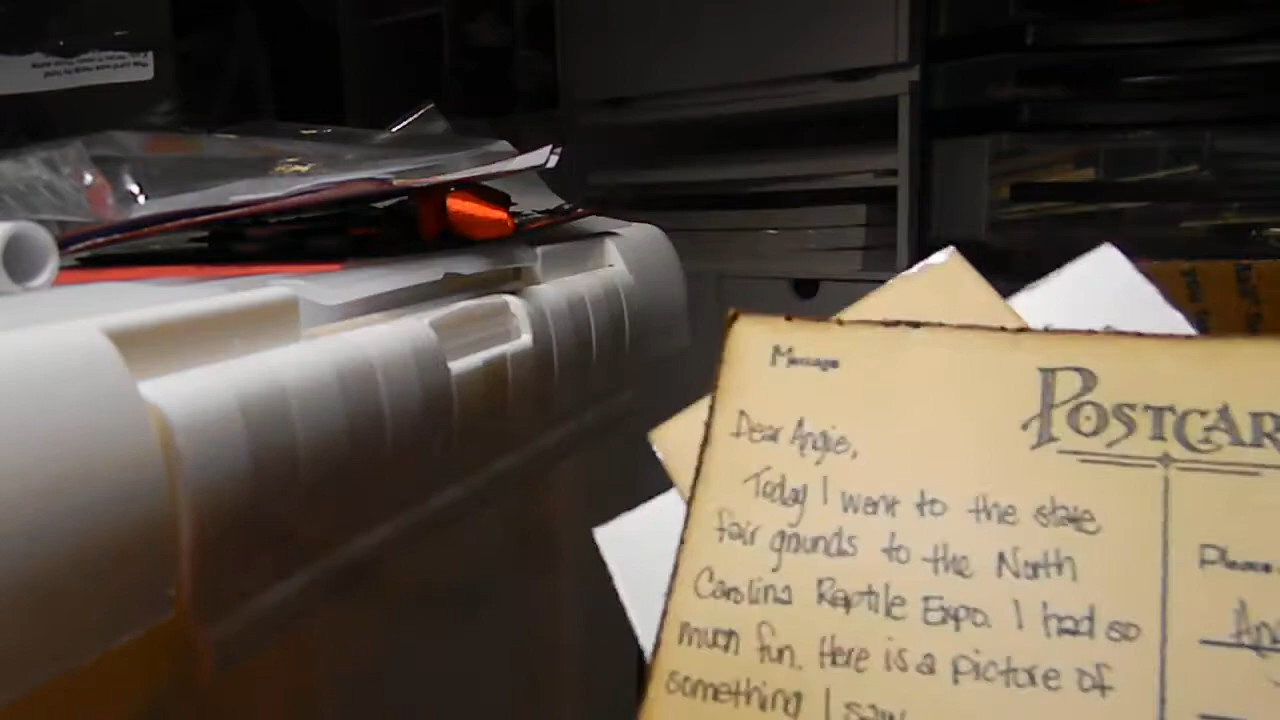 Message
POSTCAR
Dear Angie,
Today I went to the state
fair grounds to the North
Carolina Reptile Expo. I had so
much fun. Here is a picture of
something I saw
Please